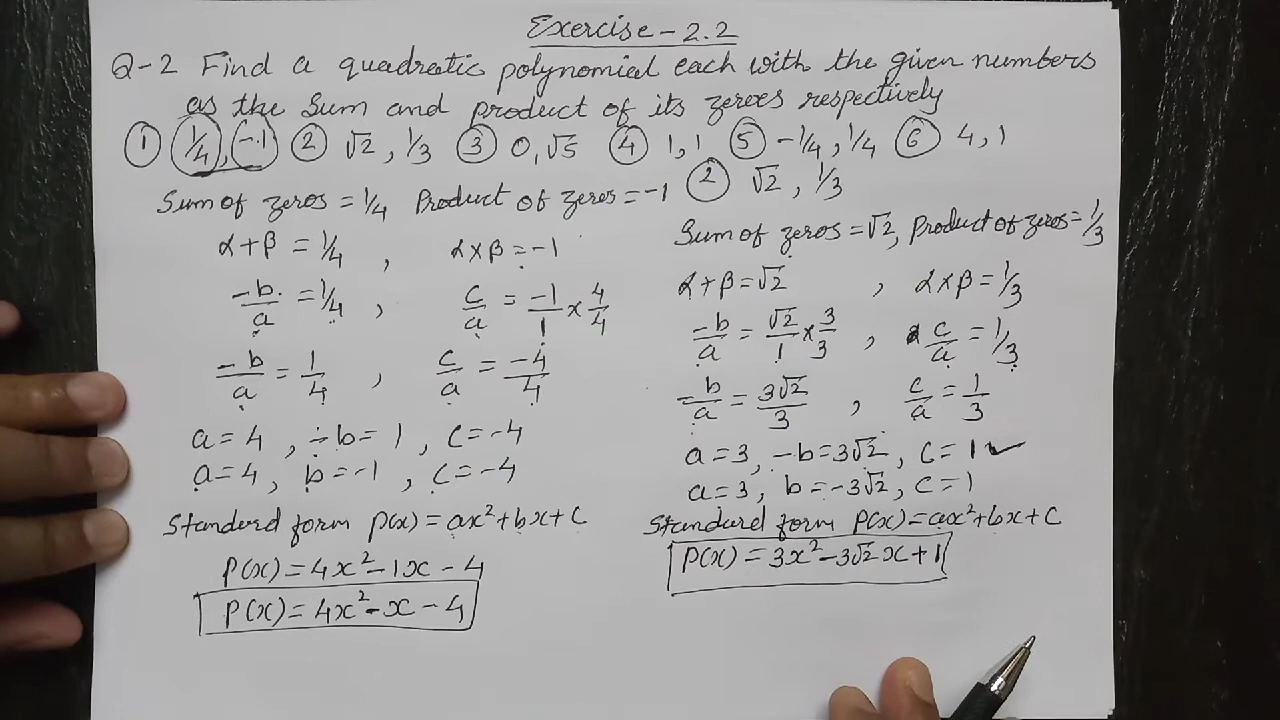 Exercise-2.2
Q-2 Find a quadratic polynomial each with the given numbers
as the Sum and product of its zeroes respectively
① 1/4, -1 ② √2, 1/3 ③ 0, √5 ④ 1, 1 ⑤ -1/4, 1/4 ⑥ 4, 1
Sum of zeros = 1/4 Product of zeros = -1
α+β = 1/4 , α×β = -1
-b/a = 1/4 , c/a = -1/1 × 4/4
-b/a = 1/4 , c/a = -4/4
a = 4 , -b = 1 , c = -4
a = 4 , b = -1 , c = -4
Standard form p(x) = ax²+bx+c
P(x) = 4x²-1x-4
P(x) = 4x²-x-4
② √2 , 1/3
Sum of zeros = √2, Product of zeros = 1/3
α+β = √2 , α×β = 1/3
-b/a = √2/1 × 3/3 , c/a = 1/3
-b/a = 3√2/3 , c/a = 1/3
a = 3, -b = 3√2, c = 1 ✓
a = 3, b = -3√2, c = 1
Standard form P(x) = ax²+bx+c
P(x) = 3x²-3√2x+1